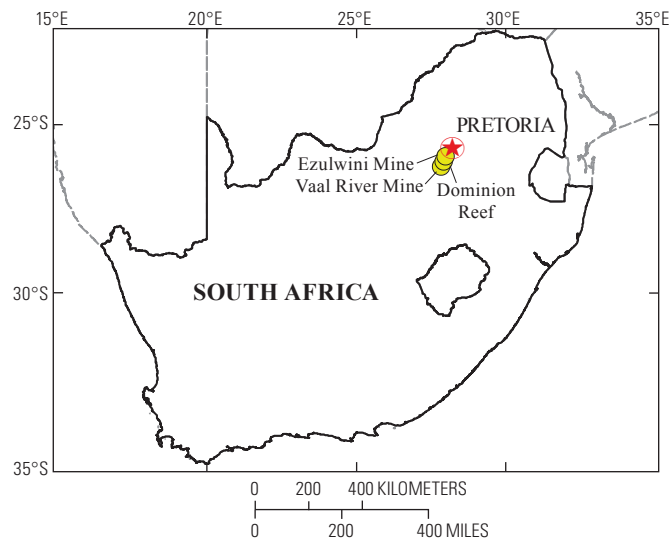 15°E 20°E 25°E 30°E 35°E
25°S
PRETORIA
Ezulwini Mine
Vaal River Mine
Dominion
Reef
30°S
SOUTH AFRICA
35°S
0 200 400 KILOMETERS
0 200 400 MILES